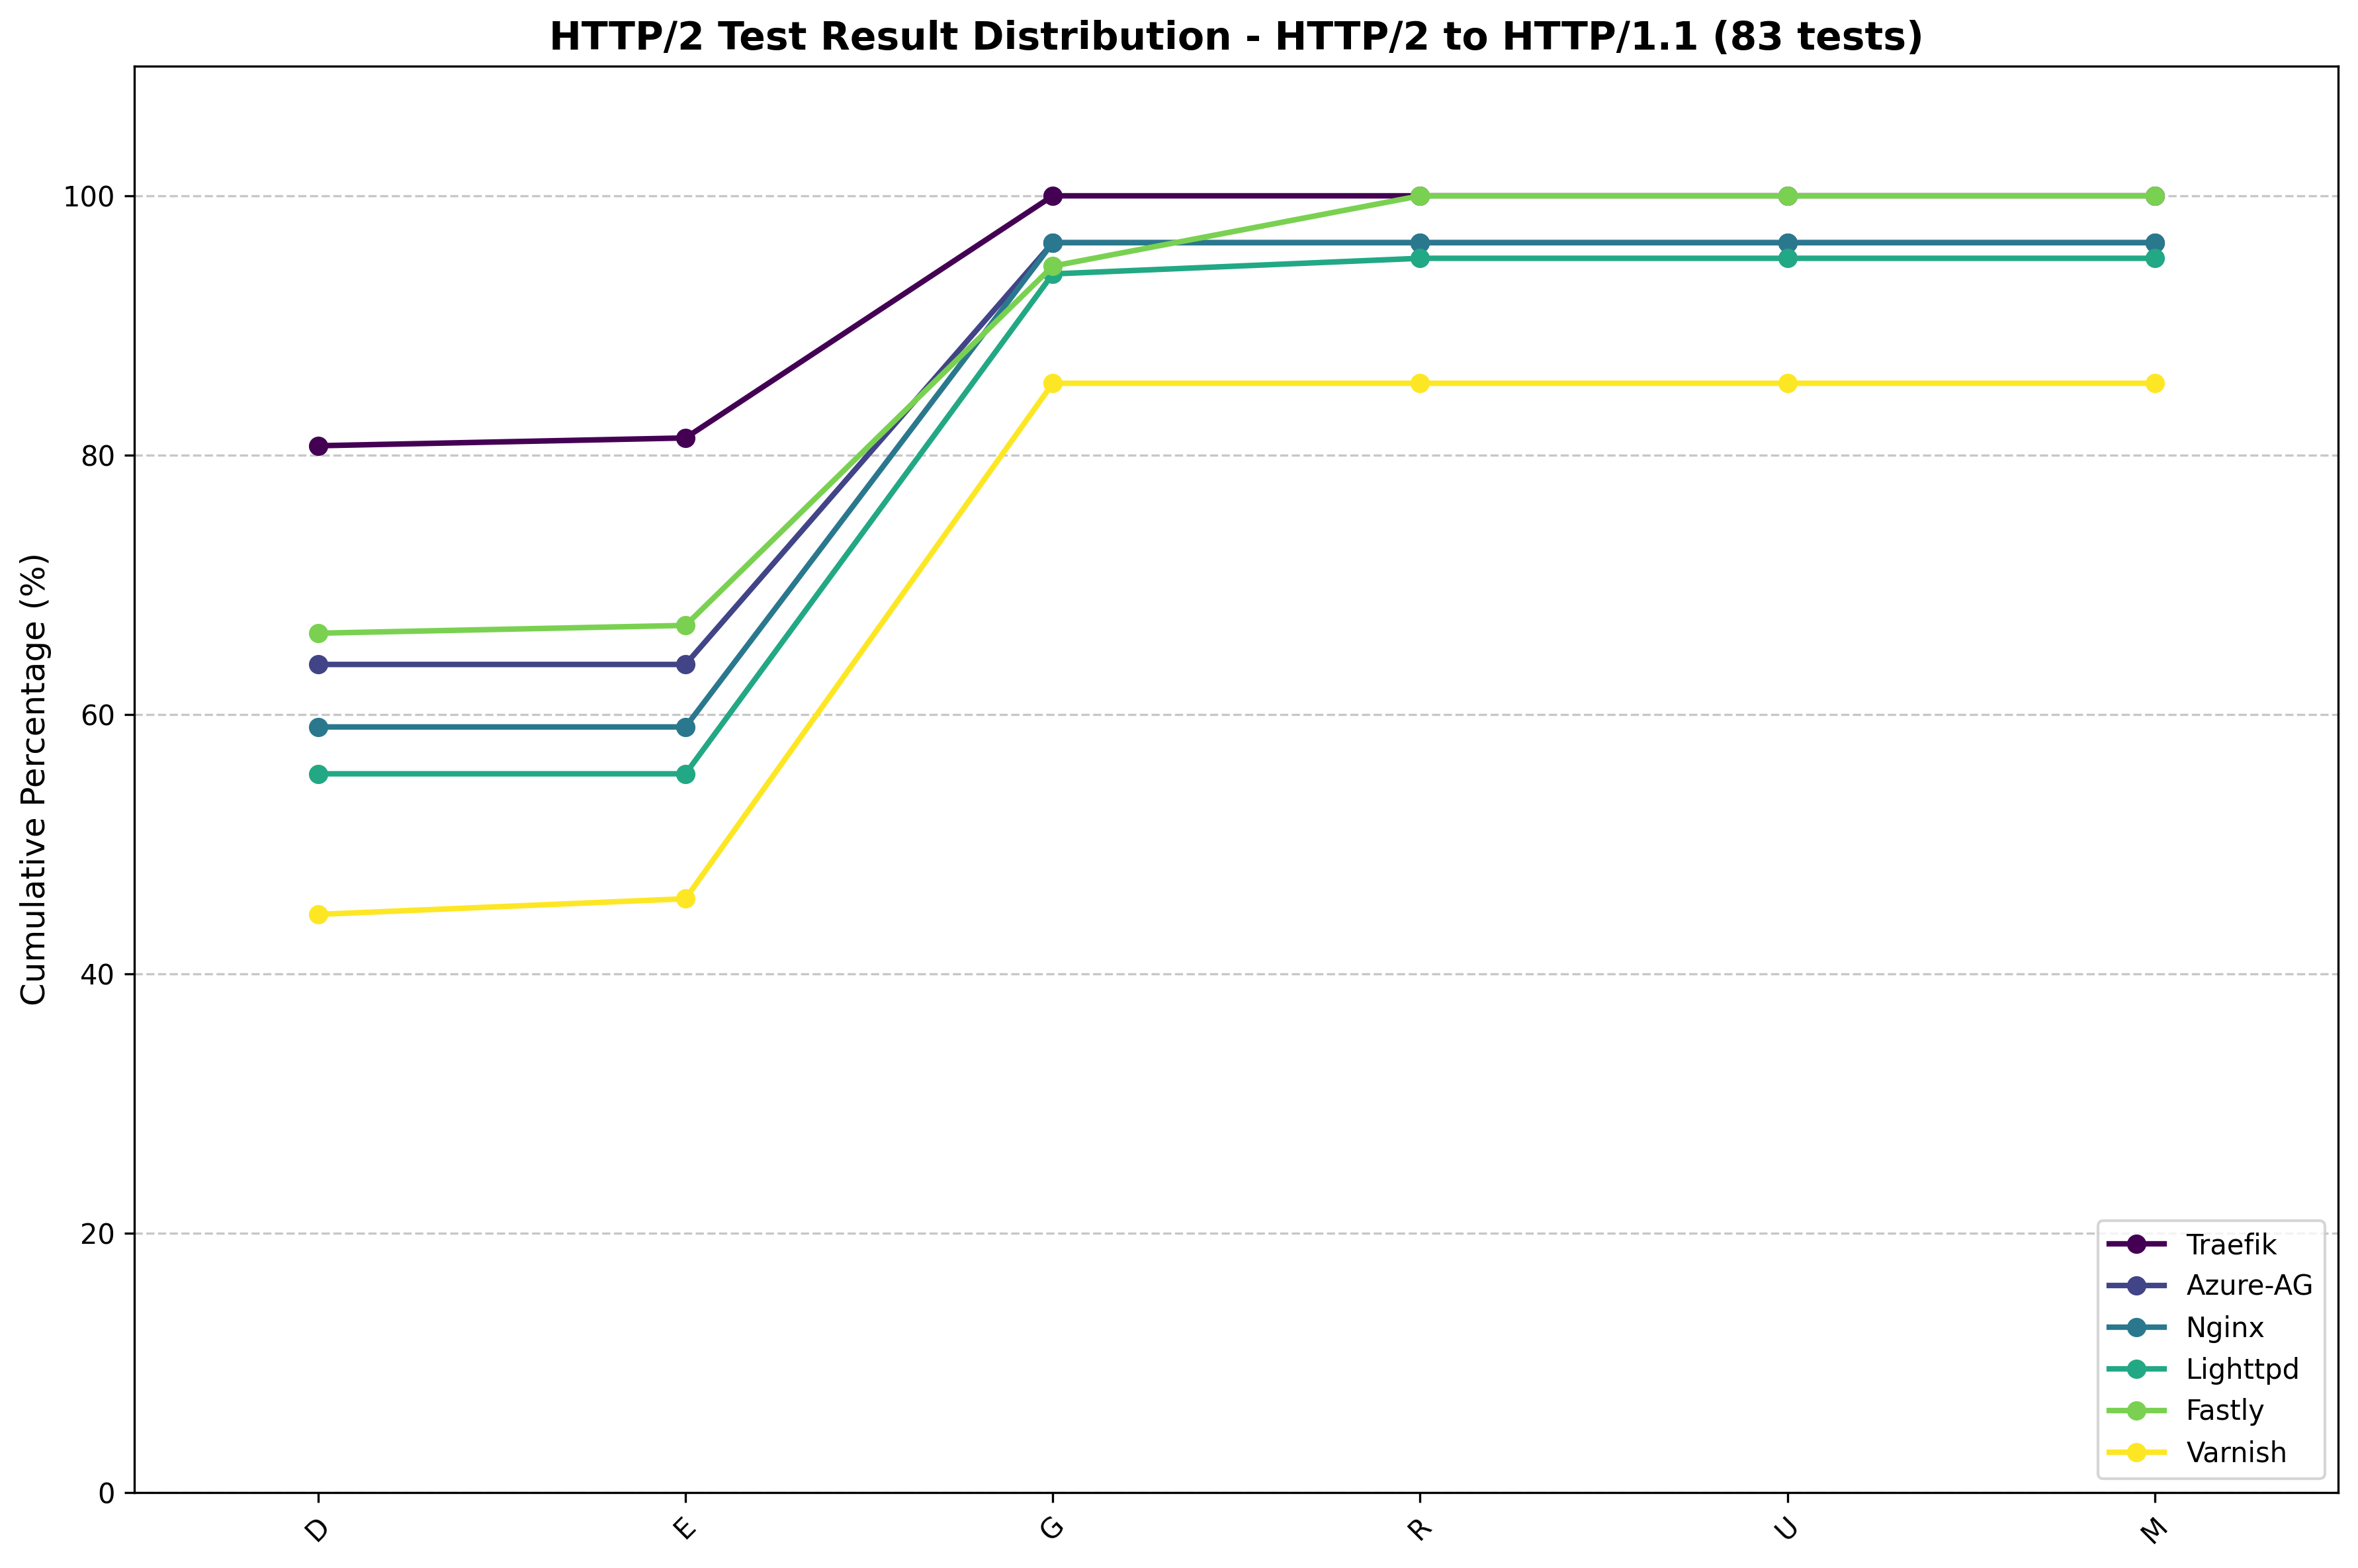 HTTP/2 Test Result Distribution - HTTP/2 to HTTP/1.1 (83 tests)
Cumulative Percentage (%)
100
80
60
40
20
0
D
E
G
R
U
M
Traefik
Azure-AG
Nginx
Lighttpd
Fastly
Varnish